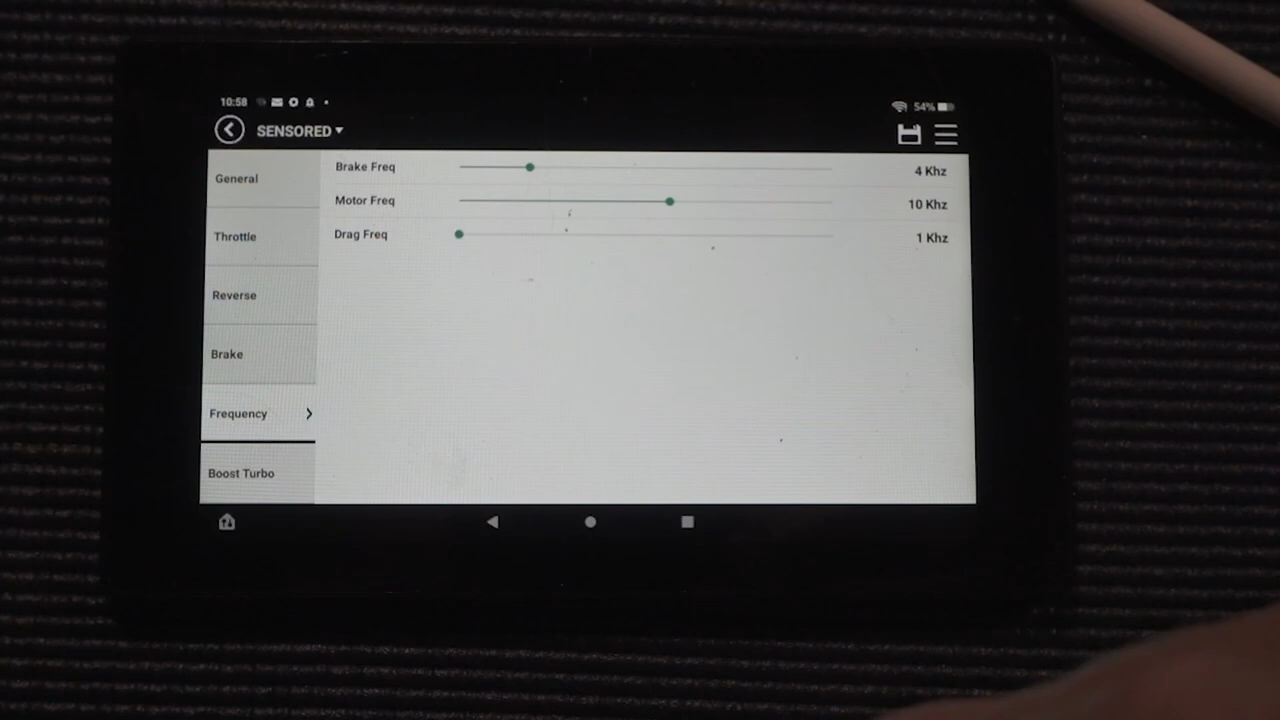 10:58
54%
SENSORED
General
Throttle
Reverse
Brake
Frequency
Boost Turbo
Brake Freq
4 Khz
Motor Freq
10 Khz
Drag Freq
1 Khz